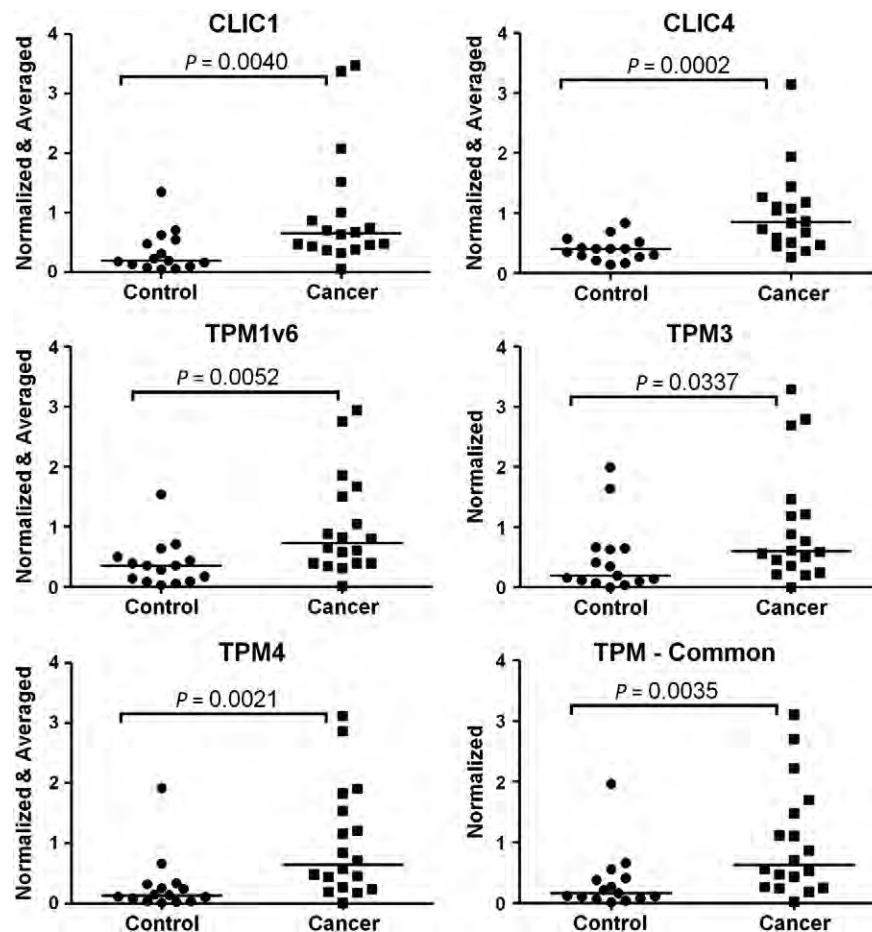 CLIC1
Normalized & Averaged
4
3
2
1
0
P = 0.0040
Control Cancer
CLIC4
Normalized & Averaged
4
3
2
1
0
P = 0.0002
Control Cancer
TPM1v6
Normalized & Averaged
4
3
2
1
0
P = 0.0052
Control Cancer
TPM3
Normalized
4
3
2
1
0
P = 0.0337
Control Cancer
TPM4
Normalized & Averaged
4
3
2
1
0
P = 0.0021
Control Cancer
TPM - Common
Normalized
4
3
2
1
0
P = 0.0035
Control Cancer